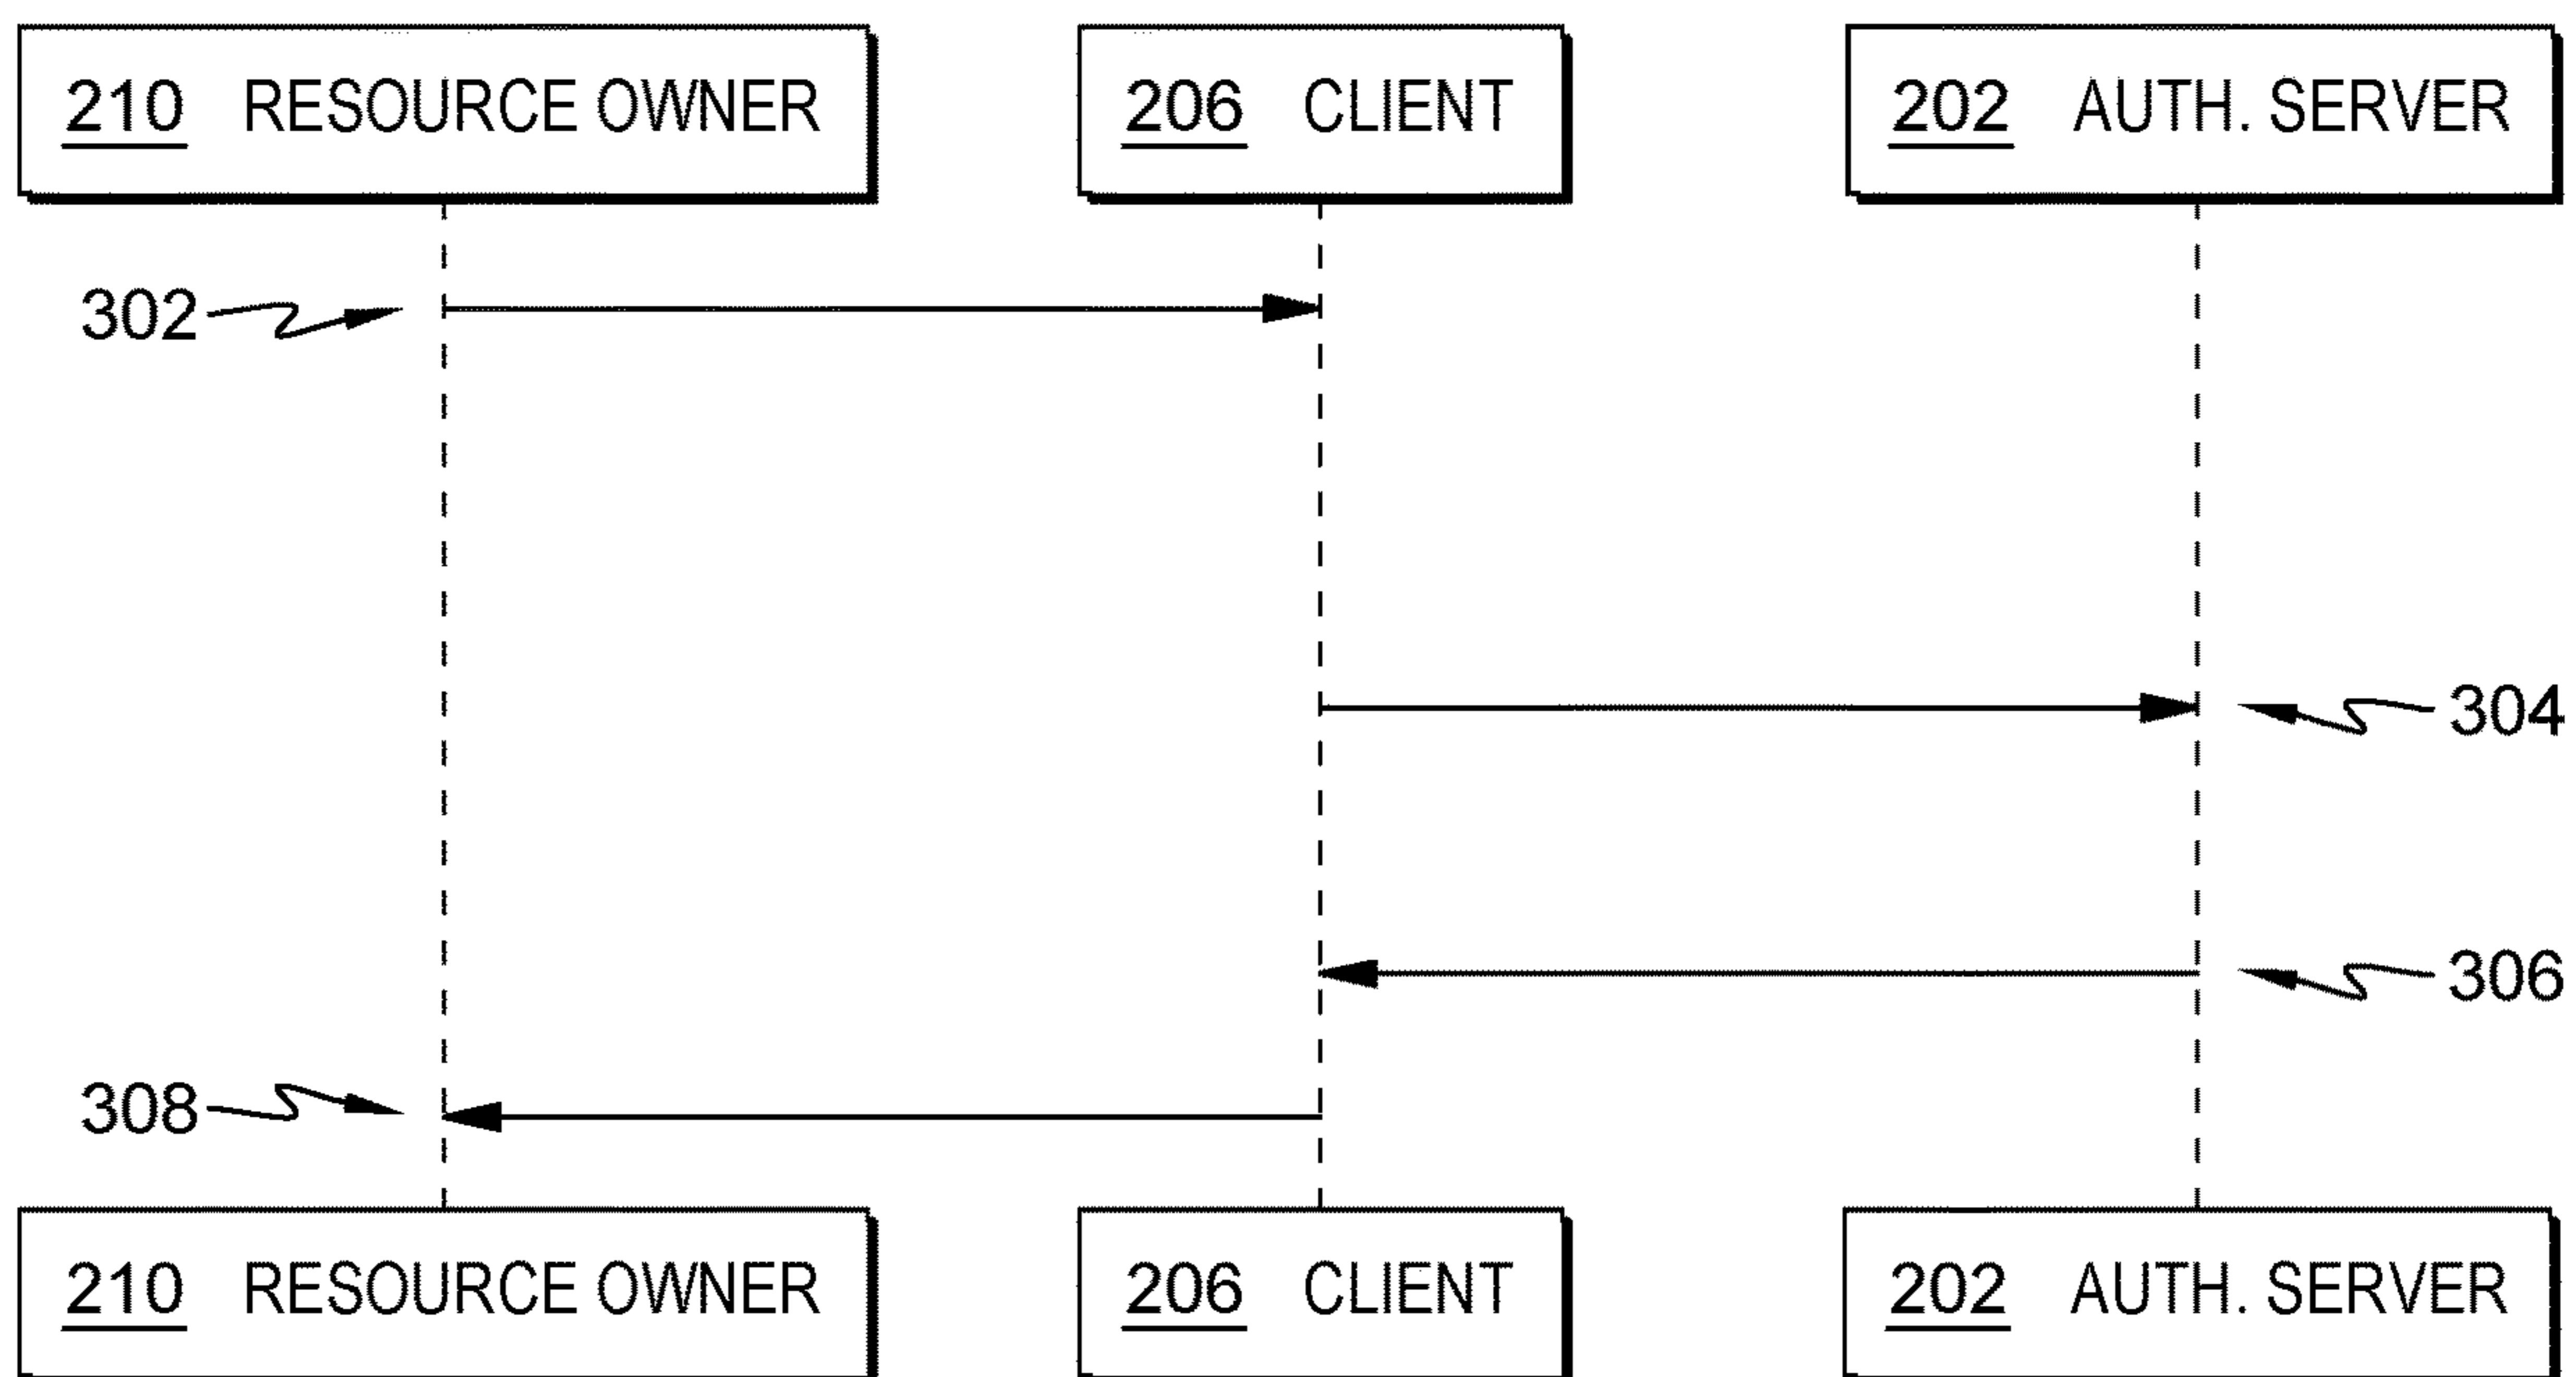 210 RESOURCE OWNER 206 CLIENT 202 AUTH. SERVER
302
304
306
308
210 RESOURCE OWNER 206 CLIENT 202 AUTH. SERVER